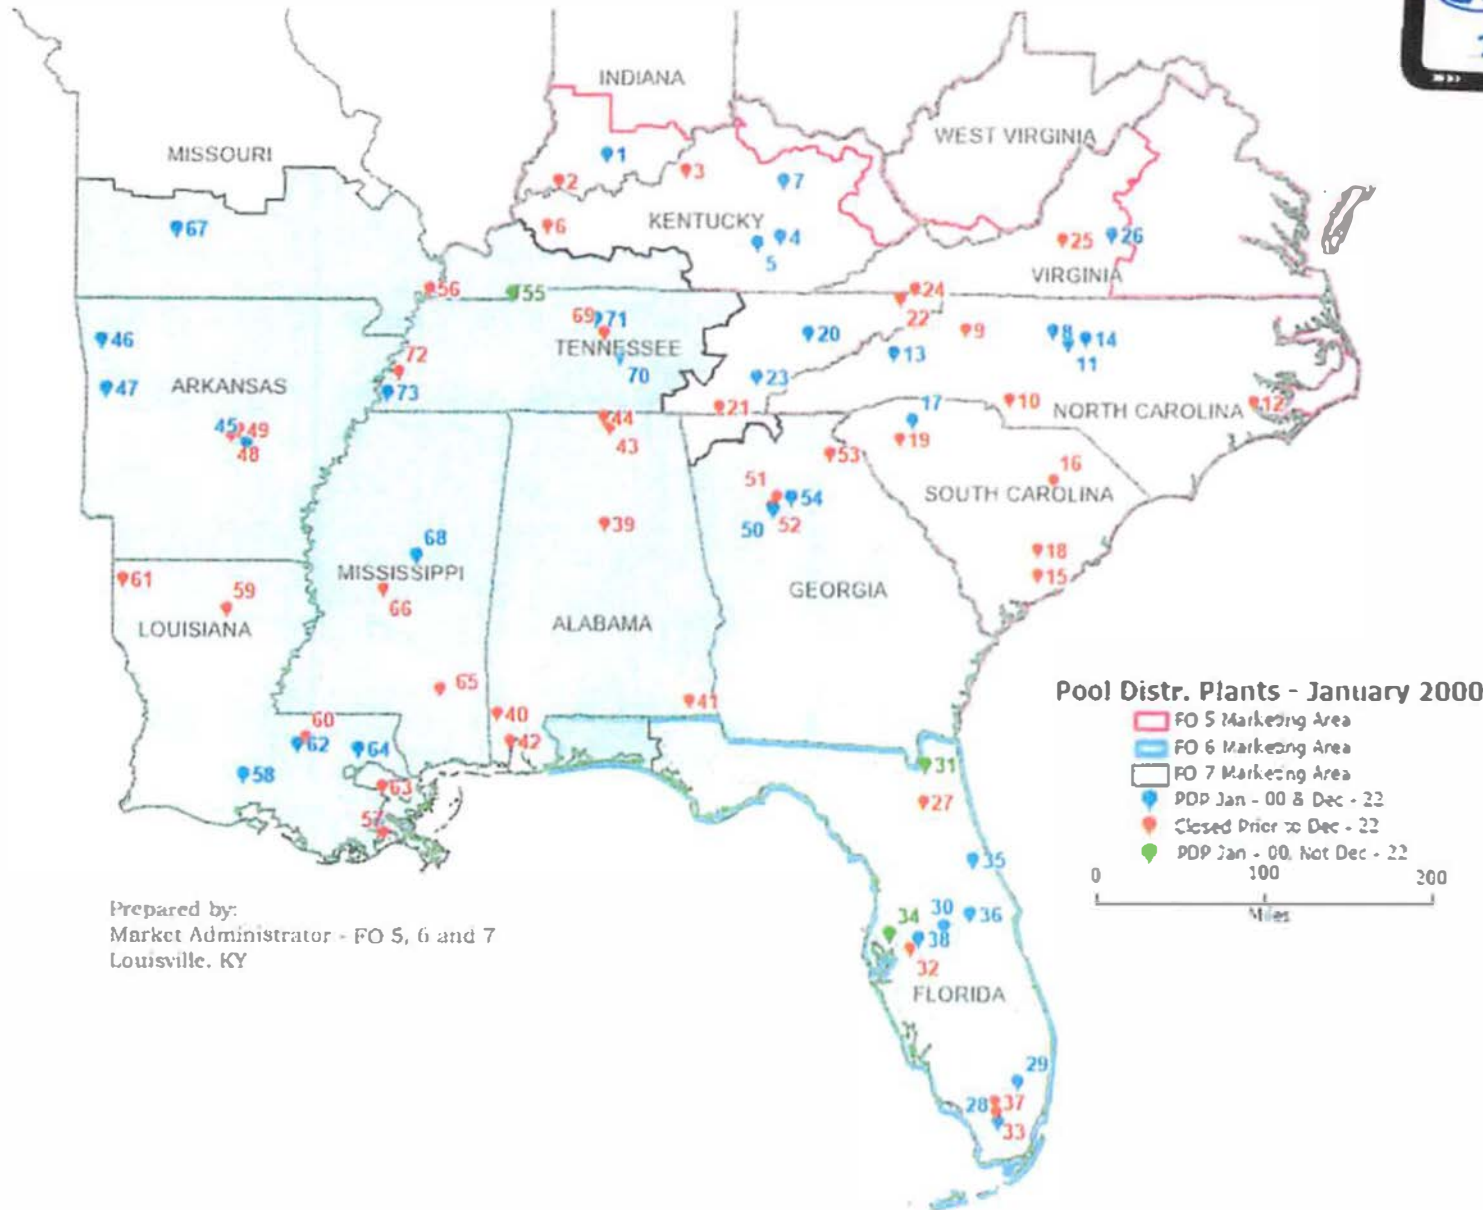 INDIANA
WEST VIRGINIA
MISSOURI
1
2
3
7
KENTUCKY
6
4
5
67
25
26
VIRGINIA
56
55
24
22
69
71
TENNESSEE
70
20
9
8
14
11
13
46
47
ARKANSAS
72
73
23
21
17
10
NORTH CAROLINA
12
45
49
48
44
43
19
53
16
SOUTH CAROLINA
51
54
50
52
39
68
MISSISSIPPI
66
18
15
61
59
LOUISIANA
ALABAMA
GEORGIA
65
40
41
42
60
62
64
58
63
57
31
27
35
30
36
34
38
32
FLORIDA
29
28
37
33
Pool Distr. Plants - January 2000
FO 5 Marketing Area
FO 6 Marketing Area
FO 7 Marketing Area
PDP Jan - 00 & Dec - 22
Closed Prior to Dec - 22
PDP Jan - 00, Not Dec - 22
0 100 200
Miles
Prepared by:
Market Administrator - FO 5, 6 and 7
Louisville, KY